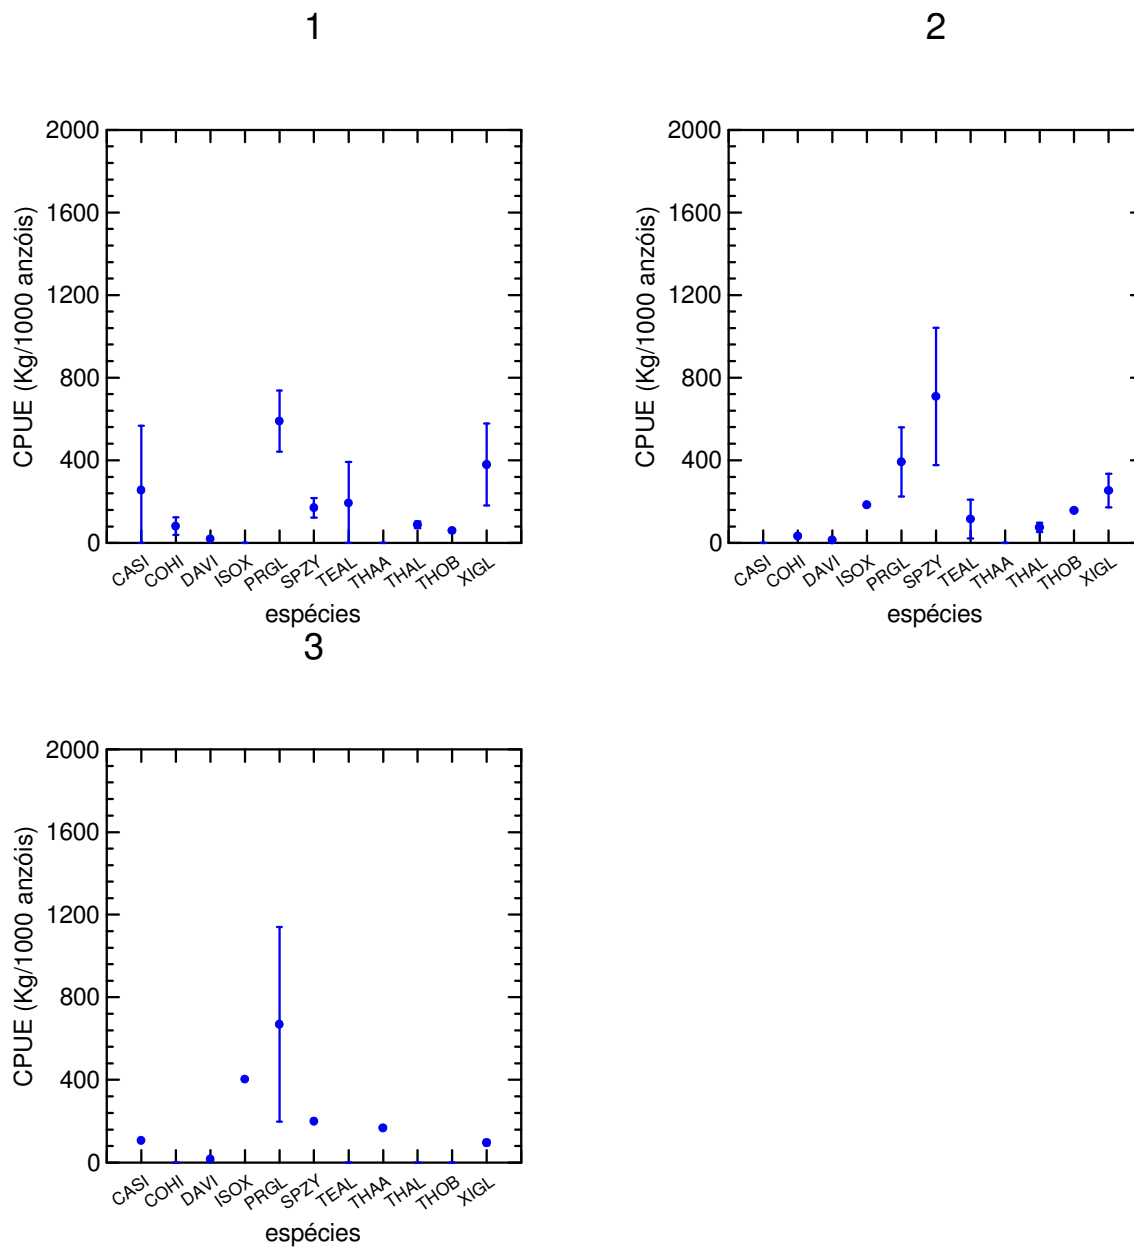 1
2000
1600
1200
800
400
0
CPUE (Kg/1000 anzóis)
CASI COHI DAVI ISOX PRGL SPZY TEAL THAA THAL THOB XIGL
espécies
2
2000
1600
1200
800
400
0
CPUE (Kg/1000 anzóis)
CASI COHI DAVI ISOX PRGL SPZY TEAL THAA THAL THOB XIGL
espécies
3
2000
1600
1200
800
400
0
CPUE (Kg/1000 anzóis)
CASI COHI DAVI ISOX PRGL SPZY TEAL THAA THAL THOB XIGL
espécies